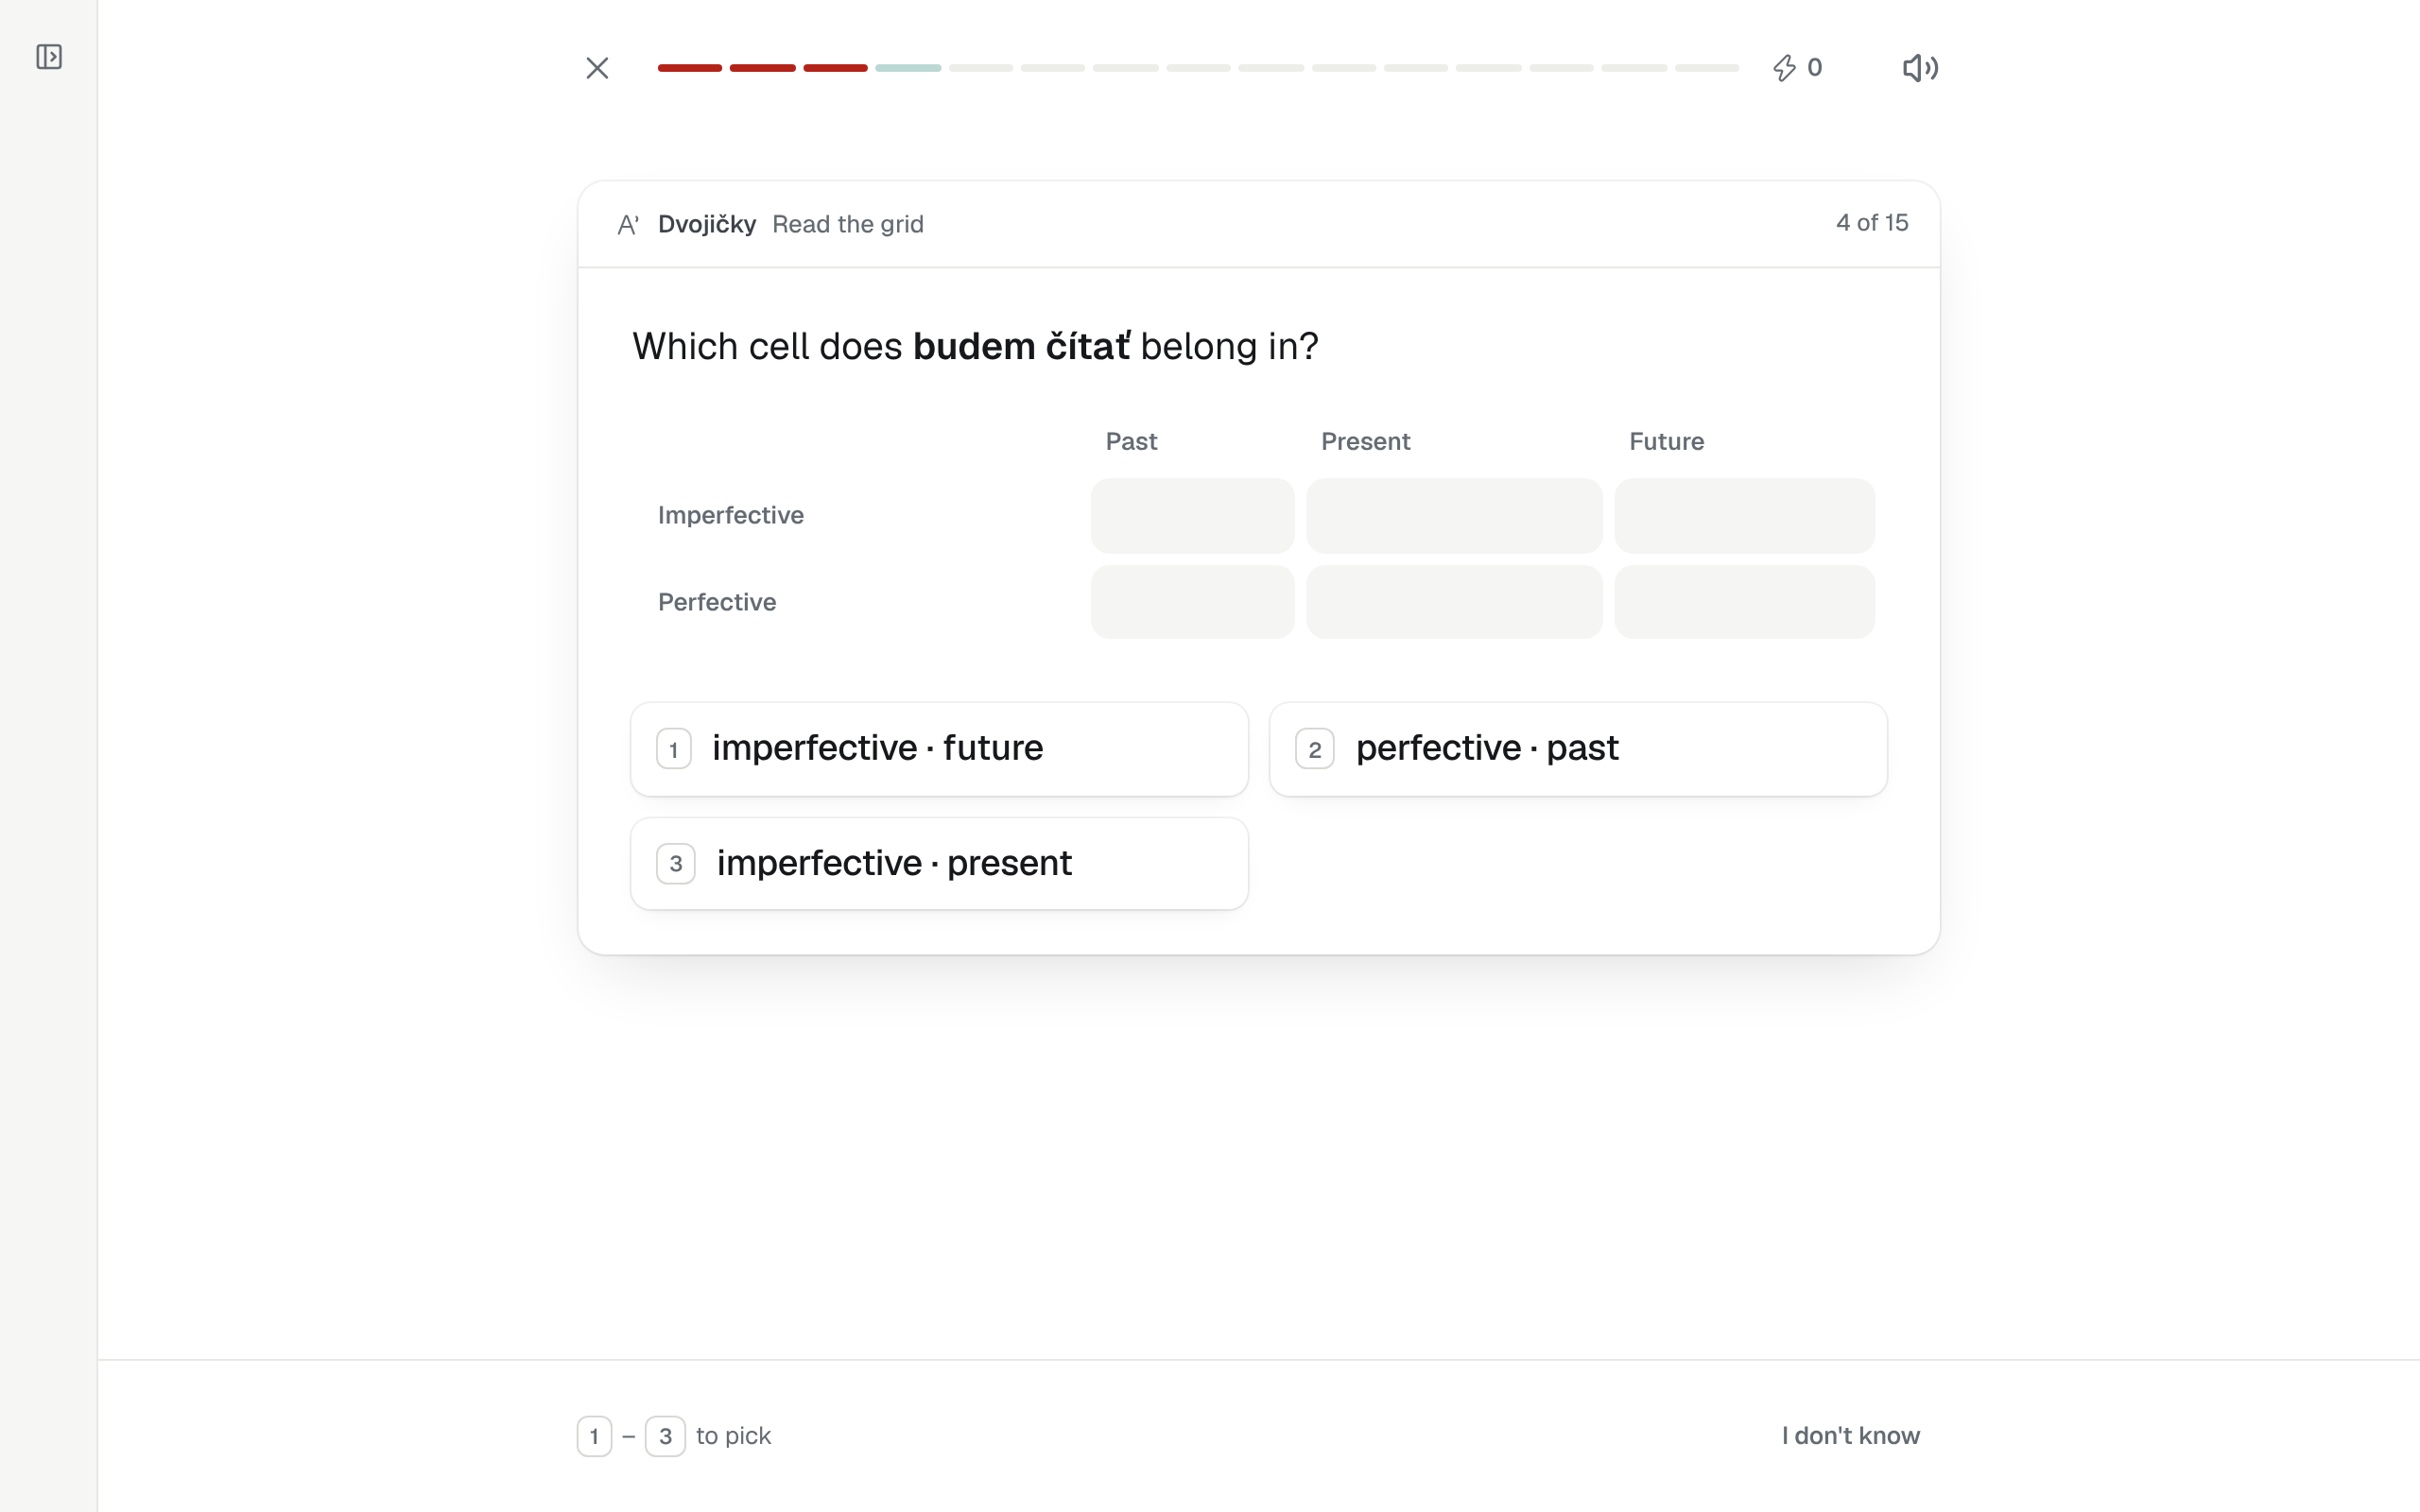 0
Dvojičky Read the grid 4 of 15
Which cell does budem čítať belong in?
Past Present Future
Imperfective
Perfective
1 imperfective · future 2 perfective · past
3 imperfective · present
1 – 3 to pick I don't know